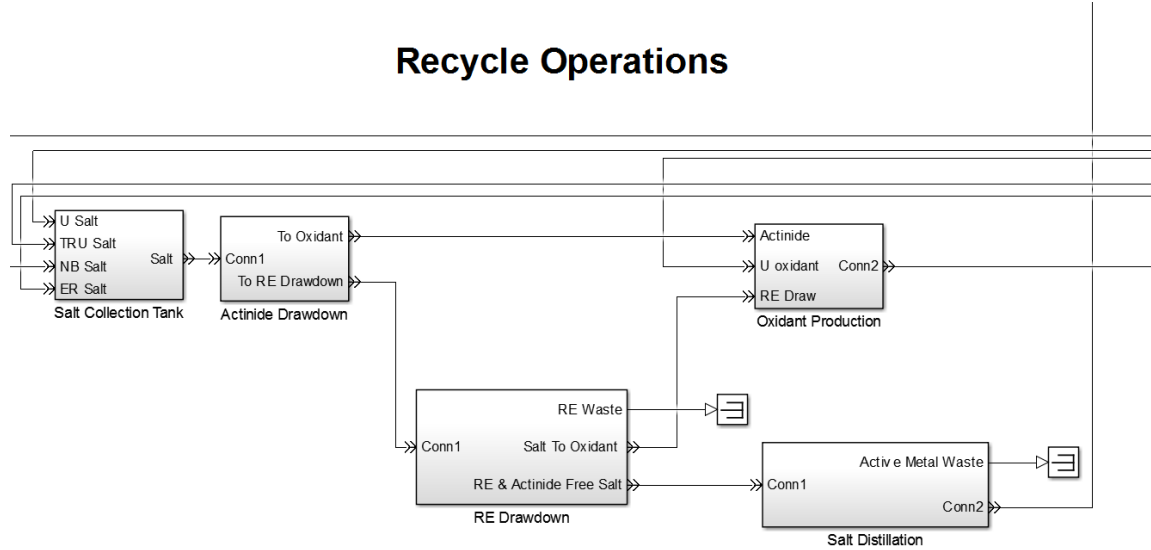 Recycle Operations
U Salt
TRU Salt
NB Salt
ER Salt
Salt
Salt Collection Tank
To Oxidant
Conn1
To RE Drawdown
Actinide Drawdown
Actinide
U oxidant
Conn2
RE Draw
Oxidant Production
RE Waste
Conn1
Salt To Oxidant
RE & Actinide Free Salt
RE Drawdown
Active Metal Waste
Conn1
Conn2
Salt Distillation